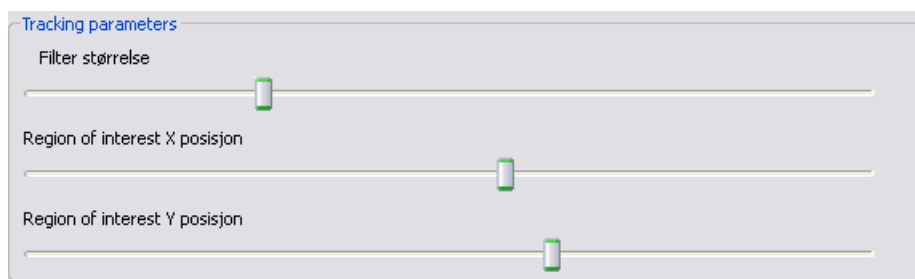 Tracking parameters
Filter størrelse
Region of interest X posisjon
Region of interest Y posisjon